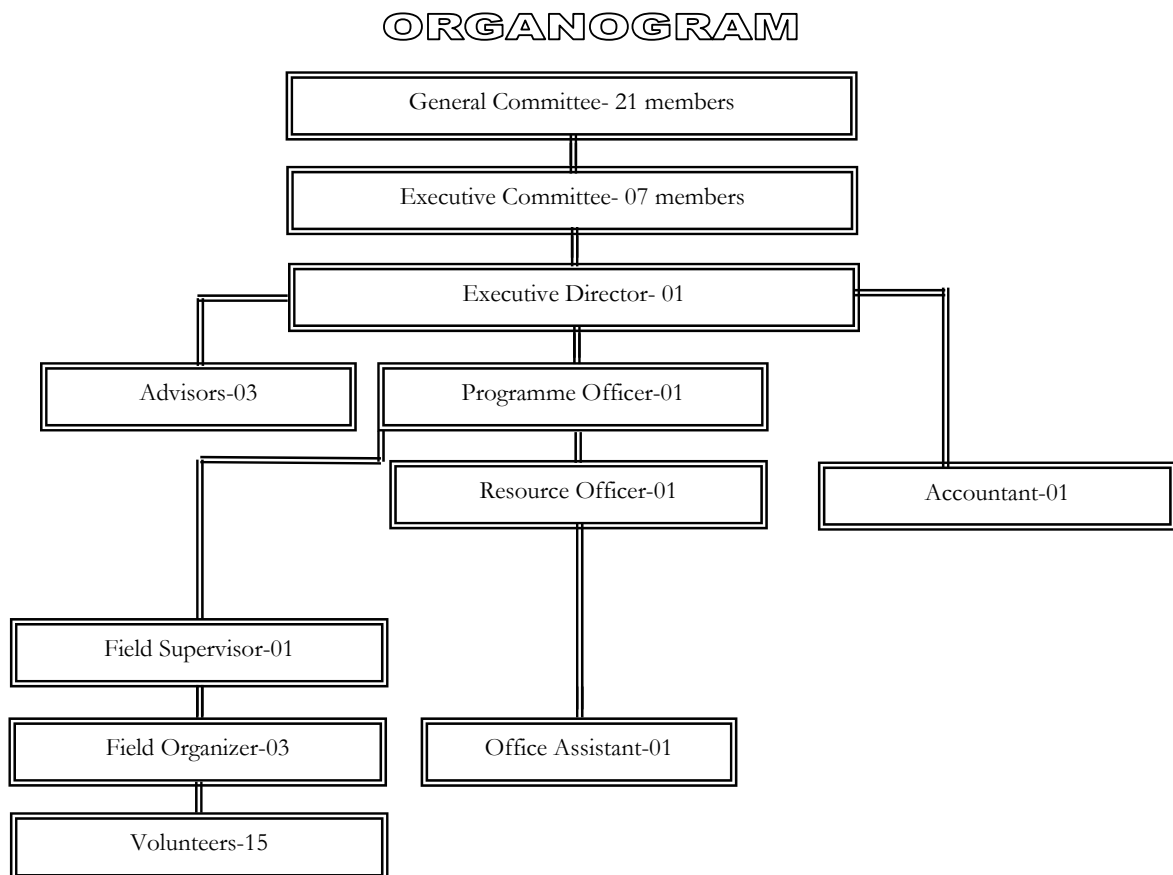 ORGANOGRAM
General Committee- 21 members
Executive Committee- 07 members
Executive Director- 01
Advisors-03
Programme Officer-01
Resource Officer-01
Accountant-01
Field Supervisor-01
Field Organizer-03
Office Assistant-01
Volunteers-15